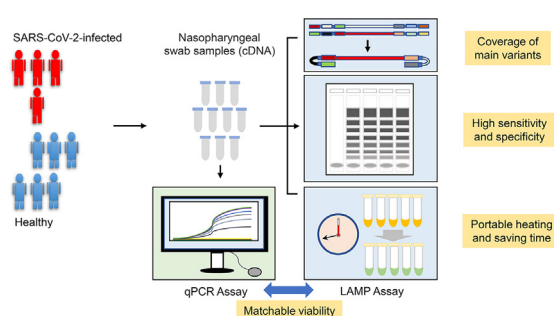 SARS-CoV-2-infected
Healthy
Nasopharyngeal
swab samples (cDNA)
qPCR Assay
LAMP Assay
Matchable viability
Coverage of
main variants
High sensitivity
and specificity
Portable heating
and saving time